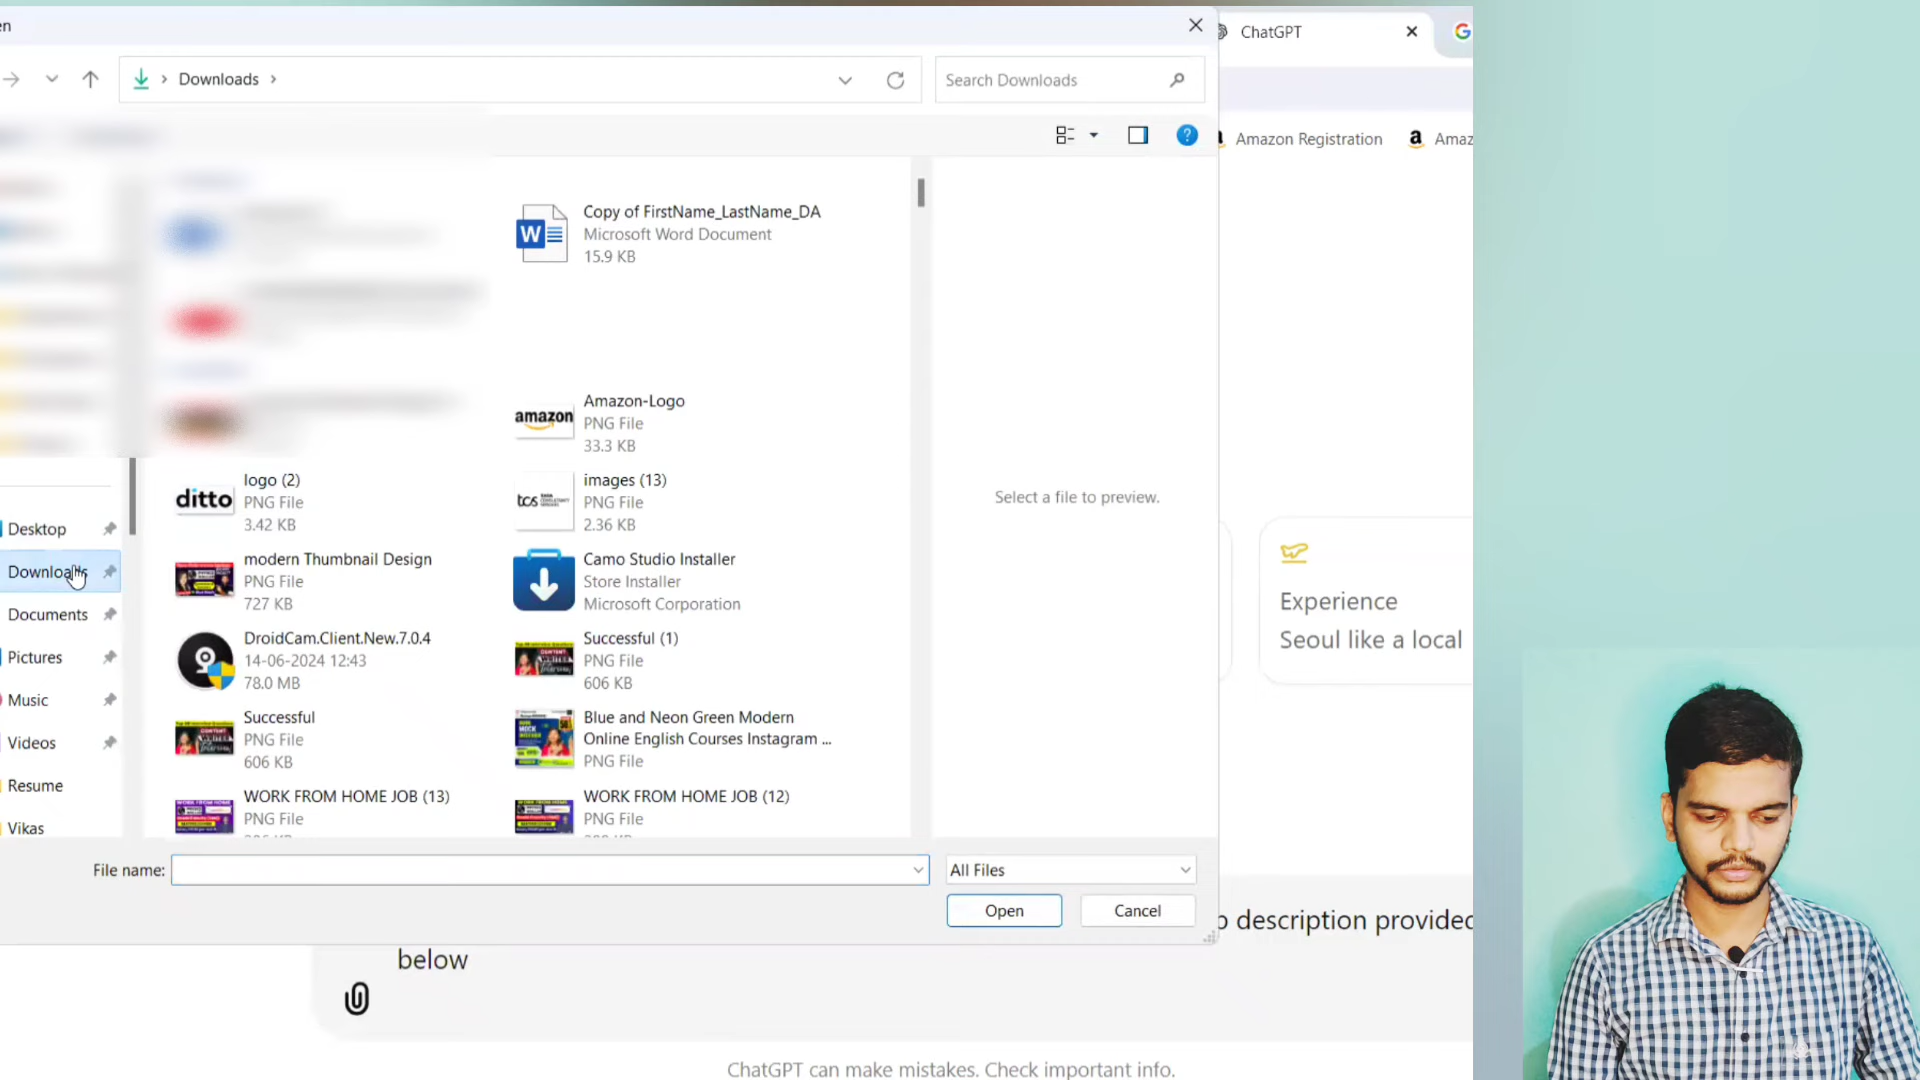 en
ChatGPT
Downloads
Search Downloads
Amazon Registration
Amaz
Copy of FirstName_LastName_DA
Microsoft Word Document
15.9 KB
amazon
Amazon-Logo
PNG File
33.3 KB
ditto
logo (2)
PNG File
3.42 KB
tcs
images (13)
PNG File
2.36 KB
Select a file to preview.
Desktop
Downloads
Documents
Pictures
Music
Videos
Resume
Vikas
modern Thumbnail Design
PNG File
727 KB
Camo Studio Installer
Store Installer
Microsoft Corporation
DroidCam.Client.New.7.0.4
14-06-2024 12:43
78.0 MB
Successful (1)
PNG File
606 KB
Successful
PNG File
606 KB
Blue and Neon Green Modern
Online English Courses Instagram ...
PNG File
WORK FROM HOME JOB (13)
PNG File
WORK FROM HOME JOB (12)
PNG File
Experience
Seoul like a local
File name:
All Files
Open
Cancel
description provided
below
ChatGPT can make mistakes. Check important info.